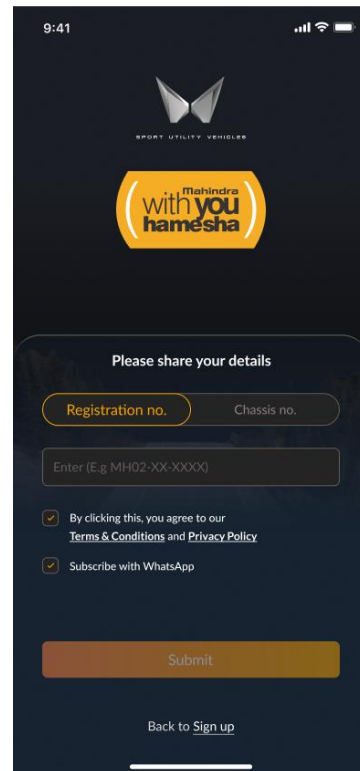 9:41
SPORT UTILITY VEHICLES
Mahindra
with you
hamesha
Please share your details
Registration no.
Chassis no.
Enter (E.g MH02-XX-XXXX)
By clicking this, you agree to our
Terms & Conditions and Privacy Policy
Subscribe with WhatsApp
Submit
Back to Sign up